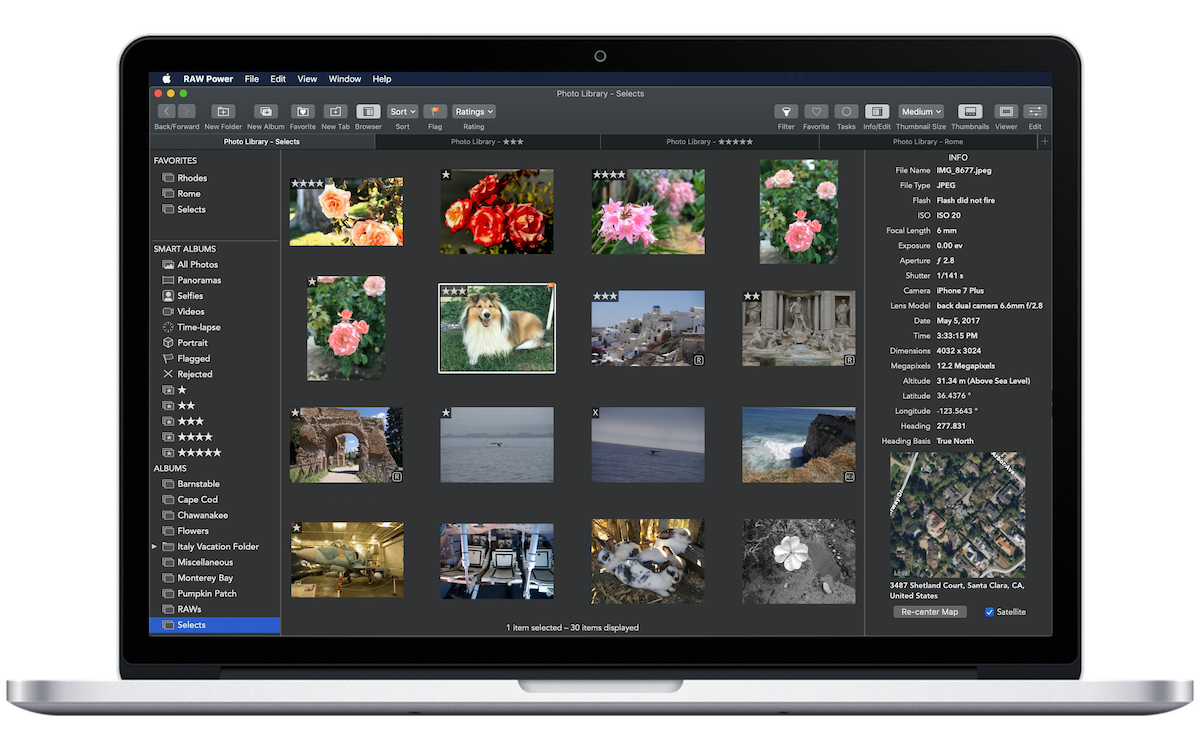 RAW Power File Edit View Window Help
Photo Library - Selects
Sort Ratings Medium
Back/Forward New Folder New Album Favorite New Tab Browser Sort Flag Rating Filter Favorite Tasks Info/Edit Thumbnail Size Thumbnails Viewer Edit
Photo Library - Selects Photo Library - ★★★ Photo Library - ★★★★★ Photo Library - Rome +
FAVORITES
Rhodes
Rome
Selects
SMART ALBUMS
All Photos
Panoramas
Selfies
Videos
Time-lapse
Portrait
Flagged
Rejected
★
★★
★★★
★★★★
★★★★★
ALBUMS
Barnstable
Cape Cod
Chawanakee
Flowers
Italy Vacation Folder
Miscellaneous
Monterey Bay
Pumpkin Patch
RAWs
Selects
★★★★ ★ ★★★★
★ ★★★ ★★★ R ★★ R
★ R ★ X
★
1 item selected – 30 items displayed
INFO
File Name IMG_8677.jpeg
File Type JPEG
Flash Flash did not fire
ISO ISO 20
Focal Length 6 mm
Exposure 0.00 ev
Aperture ƒ 2.8
Shutter 1/141 s
Camera iPhone 7 Plus
Lens Model back dual camera 6.6mm f/2.8
Date May 5, 2017
Time 3:33:15 PM
Dimensions 4032 x 3024
Megapixels 12.2 Megapixels
Altitude 31.34 m (Above Sea Level)
Latitude 36.4376 °
Longitude -123.5643 °
Heading 277.831
Heading Basis True North
Legal
3487 Shetland Court, Santa Clara, CA,
United States
Re-center Map Satellite